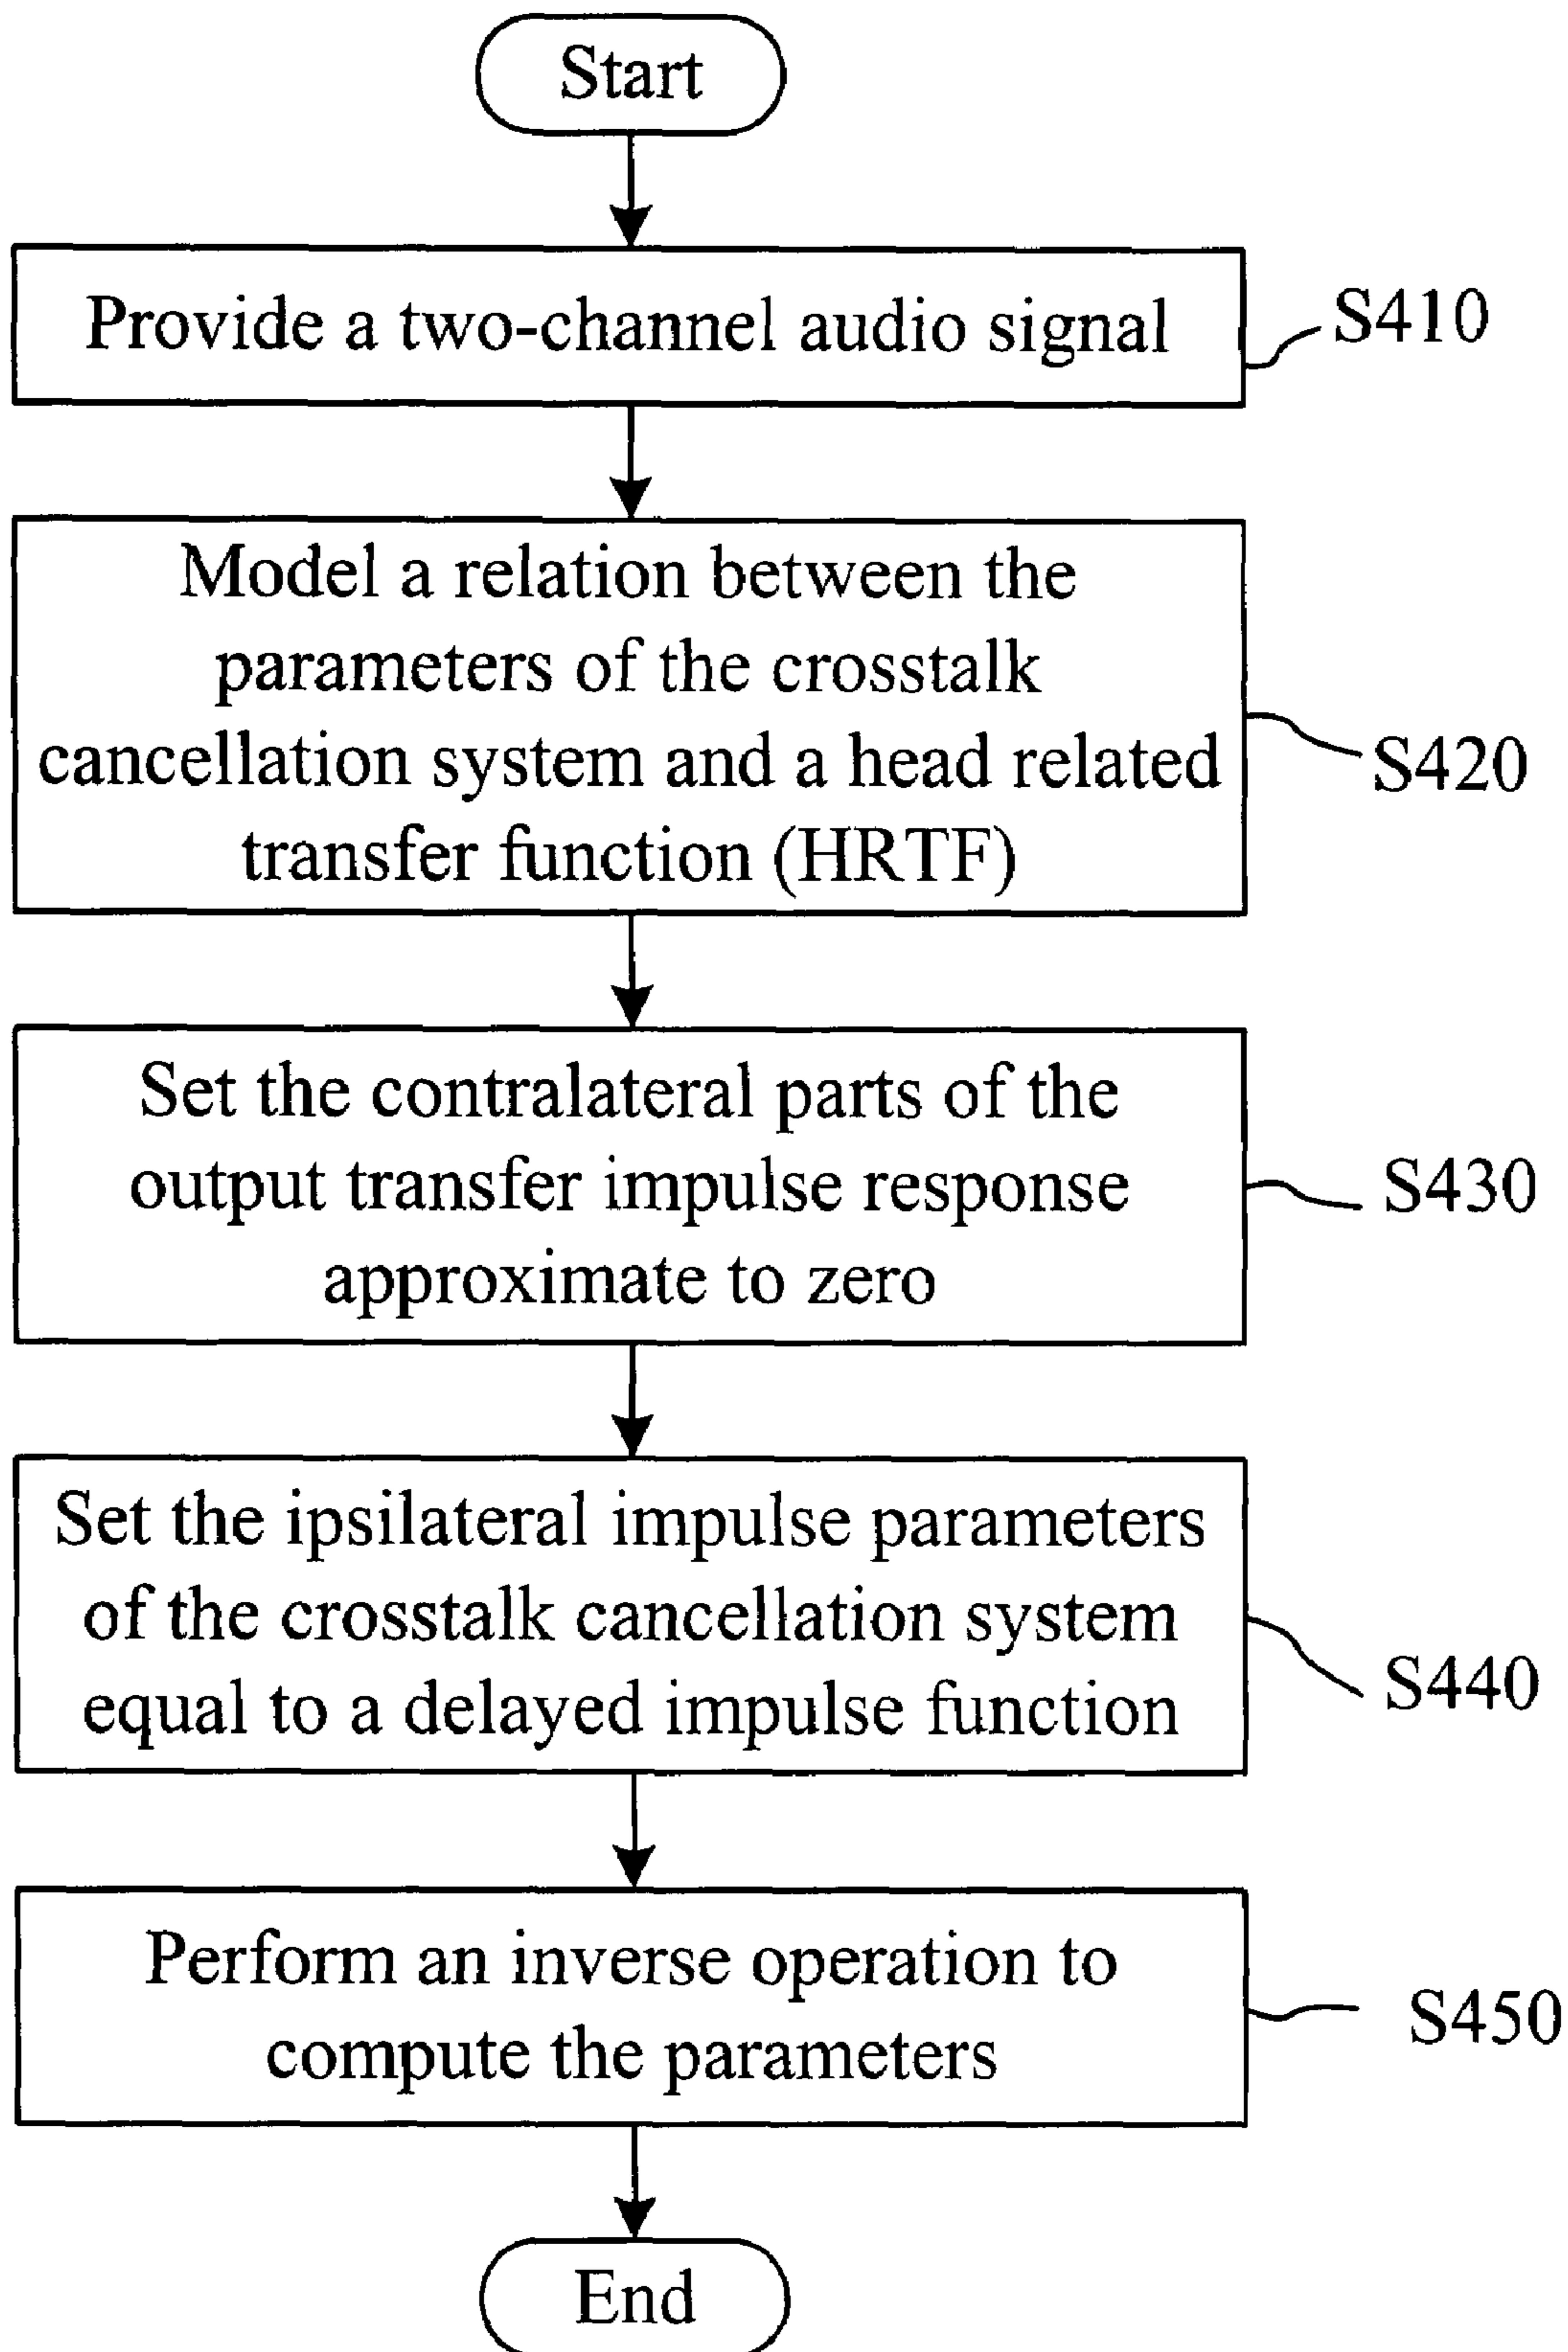 Start
Provide a two-channel audio signal
S410
Model a relation between the
parameters of the crosstalk
cancellation system and a head related
transfer function (HRTF)
S420
Set the contralateral parts of the
output transfer impulse response
approximate to zero
S430
Set the ipsilateral impulse parameters
of the crosstalk cancellation system
equal to a delayed impulse function
S440
Perform an inverse operation to
compute the parameters
S450
End